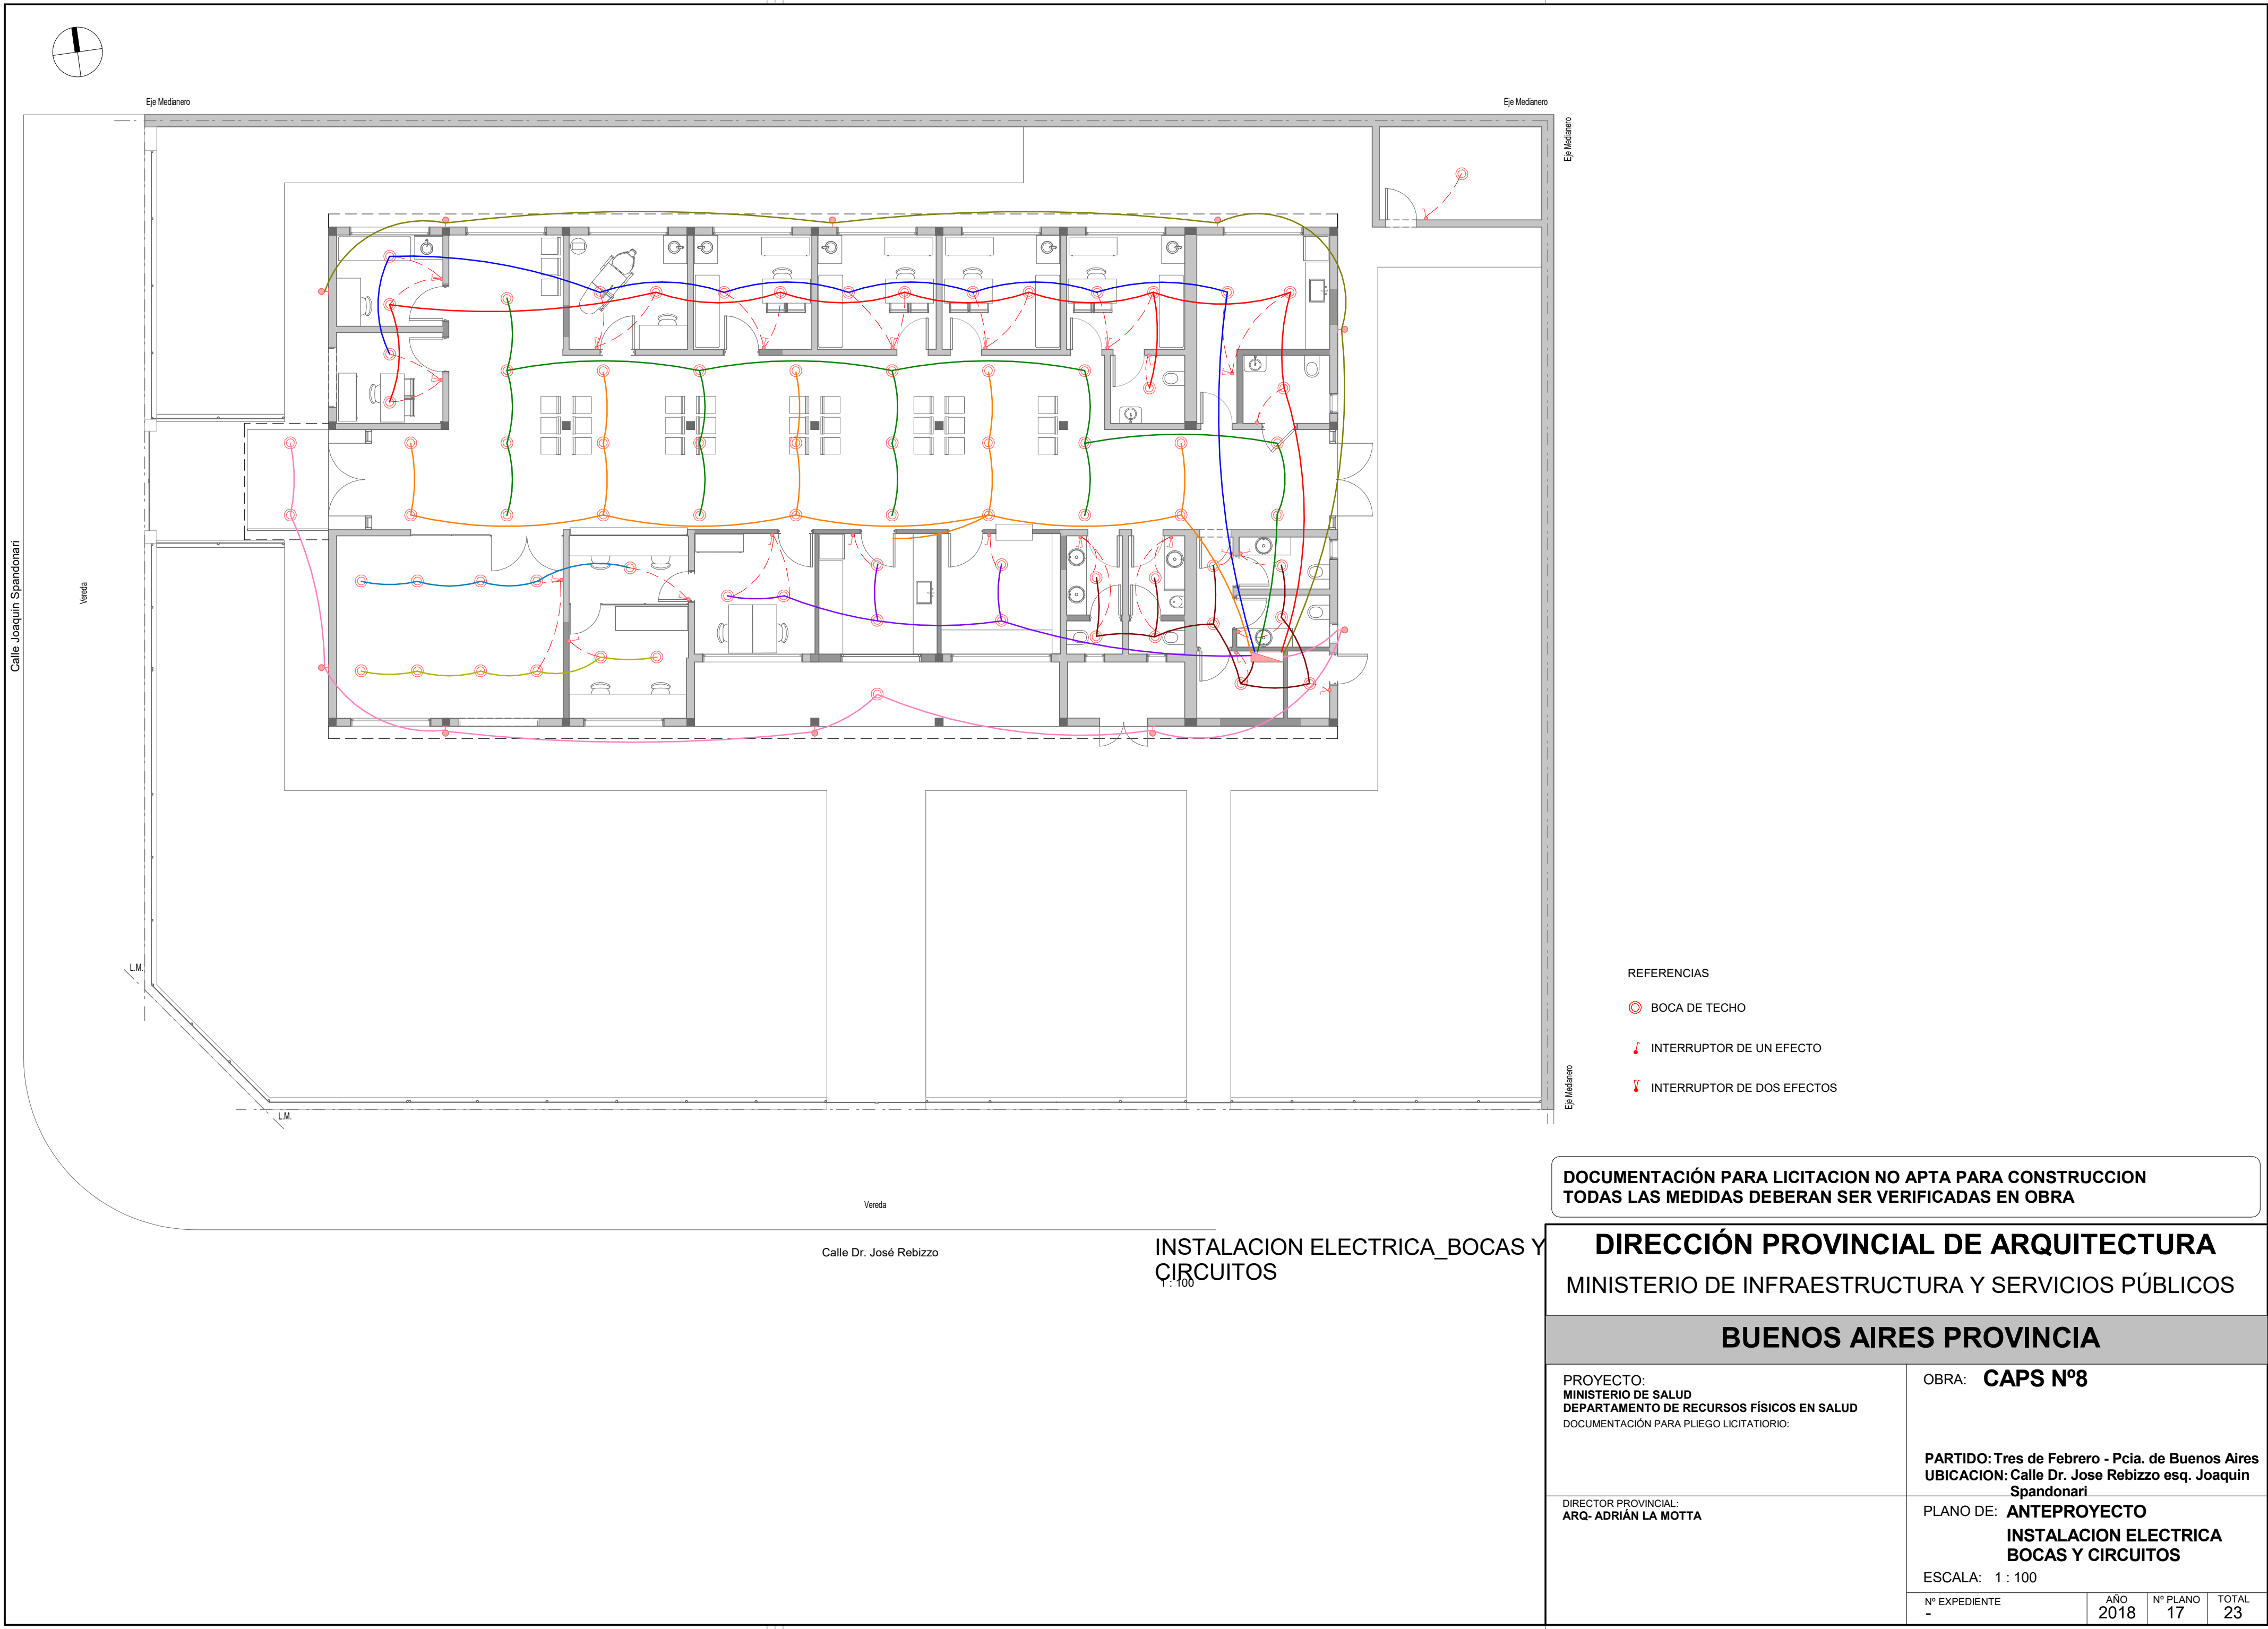 Eje Medianero
Eje Medianero
Eje Medianero
Calle Joaquin Spandonari
Vereda
L.M.
L.M.
Eje Medianero
REFERENCIAS
BOCA DE TECHO
INTERRUPTOR DE UN EFECTO
INTERRUPTOR DE DOS EFECTOS
Vereda
Calle Dr. José Rebizzo
INSTALACION ELECTRICA_BOCAS Y
CIRCUITOS
1 : 100
DOCUMENTACIÓN PARA LICITACION NO APTA PARA CONSTRUCCION
TODAS LAS MEDIDAS DEBERAN SER VERIFICADAS EN OBRA
DIRECCIÓN PROVINCIAL DE ARQUITECTURA
MINISTERIO DE INFRAESTRUCTURA Y SERVICIOS PÚBLICOS
BUENOS AIRES PROVINCIA
PROYECTO:
MINISTERIO DE SALUD
DEPARTAMENTO DE RECURSOS FÍSICOS EN SALUD
DOCUMENTACIÓN PARA PLIEGO LICITATIORIO:
OBRA: CAPS Nº8
PARTIDO: Tres de Febrero - Pcia. de Buenos Aires
UBICACION: Calle Dr. Jose Rebizzo esq. Joaquin
Spandonari
DIRECTOR PROVINCIAL:
ARQ- ADRIÁN LA MOTTA
PLANO DE: ANTEPROYECTO
INSTALACION ELECTRICA
BOCAS Y CIRCUITOS
ESCALA: 1 : 100
Nº EXPEDIENTE
-
AÑO
2018
Nº PLANO
17
TOTAL
23